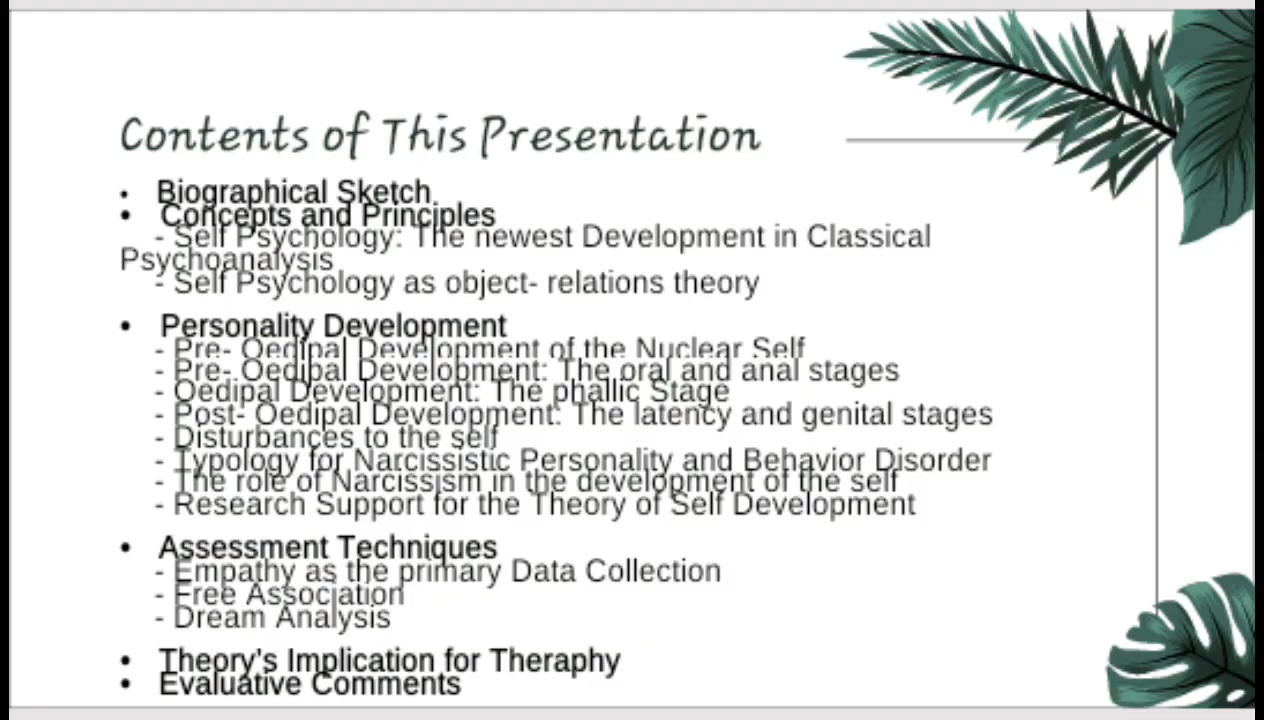 Contents of This Presentation
• Biographical Sketch
• Concepts and Principles
- Self Psychology: The newest Development in Classical
Psychoanalysis
- Self Psychology as object- relations theory
• Personality Development
- Pre- Oedipal Development of the Nuclear Self
- Pre- Oedipal Development: The oral and anal stages
- Oedipal Development: The phallic Stage
- Post- Oedipal Development: The latency and genital stages
- Disturbances to the self
- Typology for Narcissistic Personality and Behavior Disorder
- The role of Narcissism in the development of the self
- Research Support for the Theory of Self Development
• Assessment Techniques
- Empathy as the primary Data Collection
- Free Association
- Dream Analysis
• Theory's Implication for Theraphy
• Evaluative Comments